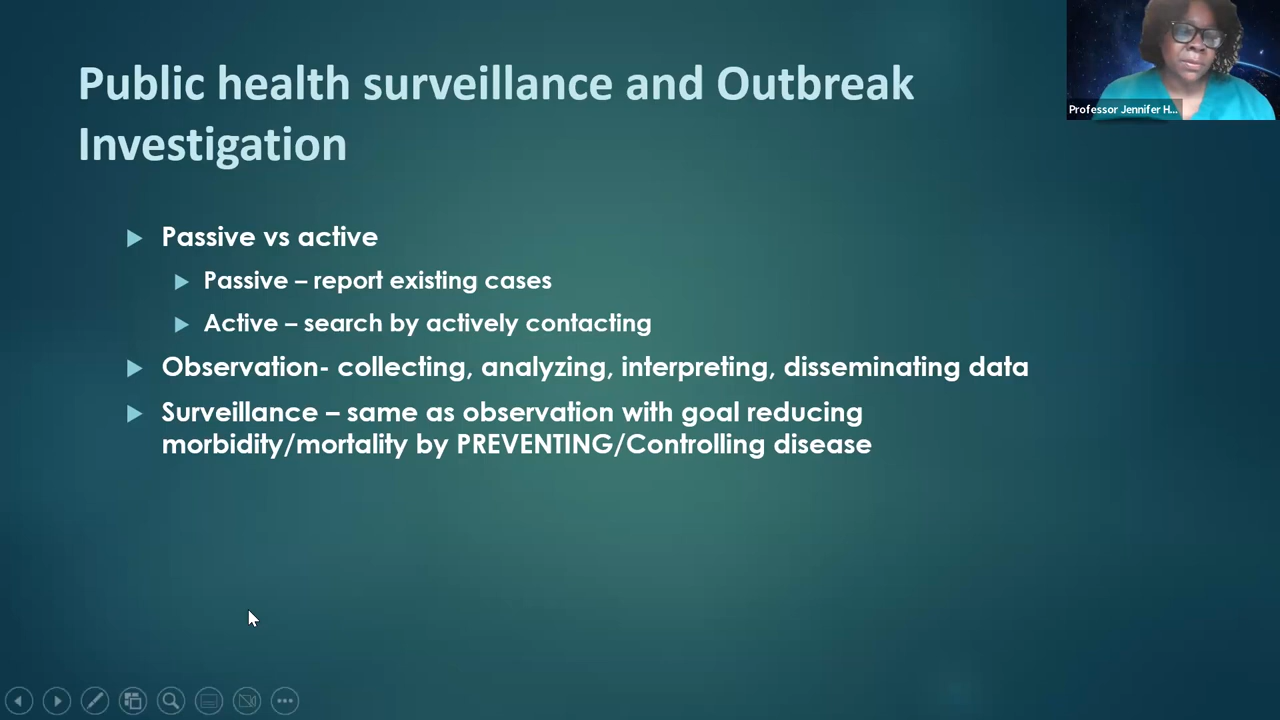 Public health surveillance and Outbreak
Investigation
Professor Jennifer H...
Passive vs active
Passive – report existing cases
Active – search by actively contacting
Observation- collecting, analyzing, interpreting, disseminating data
Surveillance – same as observation with goal reducing
morbidity/mortality by PREVENTING/Controlling disease